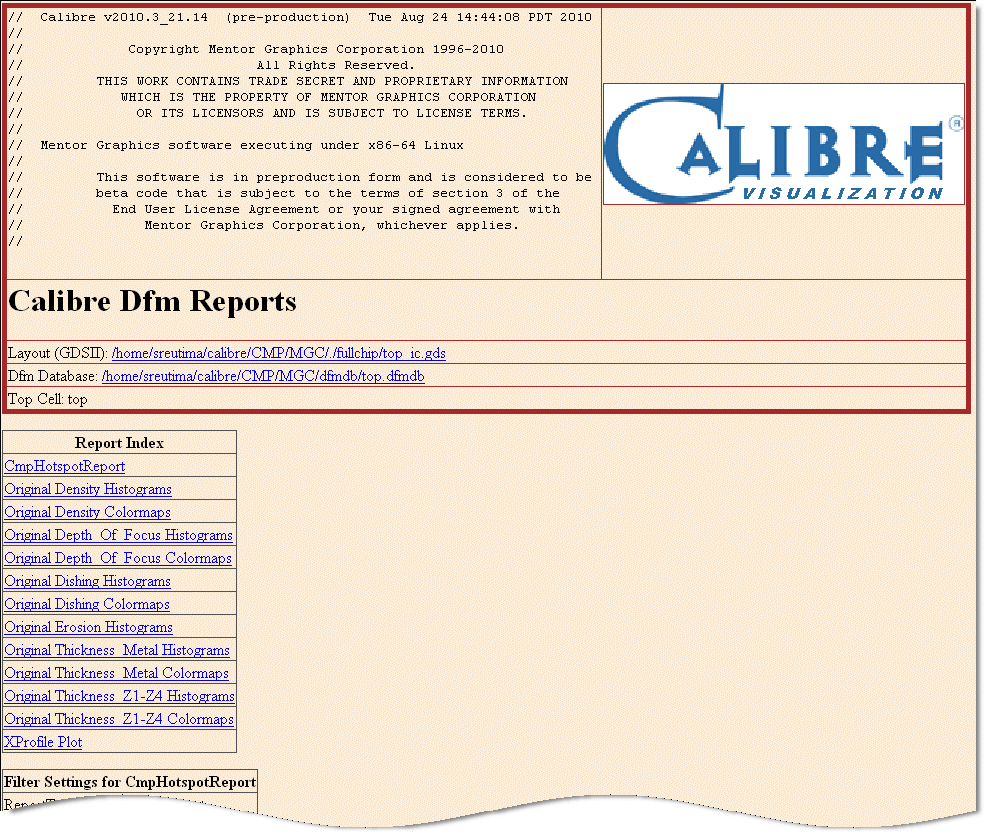 // Calibre v2010.3_21.14 (pre-production) Tue Aug 24 14:44:08 PDT 2010
//
// Copyright Mentor Graphics Corporation 1996-2010
// All Rights Reserved.
// THIS WORK CONTAINS TRADE SECRET AND PROPRIETARY INFORMATION
// WHICH IS THE PROPERTY OF MENTOR GRAPHICS CORPORATION
// OR ITS LICENSORS AND IS SUBJECT TO LICENSE TERMS.
//
// Mentor Graphics software executing under x86-64 Linux
//
// This software is in preproduction form and is considered to be
// beta code that is subject to the terms of section 3 of the
// End User License Agreement or your signed agreement with
// Mentor Graphics Corporation, whichever applies.
//
CALIBRE ®
VISUALIZATION
Calibre Dfm Reports
Layout (GDSII): /home/sreutima/calibre/CMP/MGC/./fullchip/top_ic.gds
Dfm Database: /home/sreutima/calibre/CMP/MGC/dfmdb/top.dfmdb
Top Cell: top
Report Index
CmpHotspotReport
Original Density Histograms
Original Density Colormaps
Original Depth_Of_Focus Histograms
Original Depth_Of_Focus Colormaps
Original Dishing Histograms
Original Dishing Colormaps
Original Erosion Histograms
Original Thickness_Metal Histograms
Original Thickness_Metal Colormaps
Original Thickness_Z1-Z4 Histograms
Original Thickness_Z1-Z4 Colormaps
XProfile Plot
Filter Settings for CmpHotspotReport